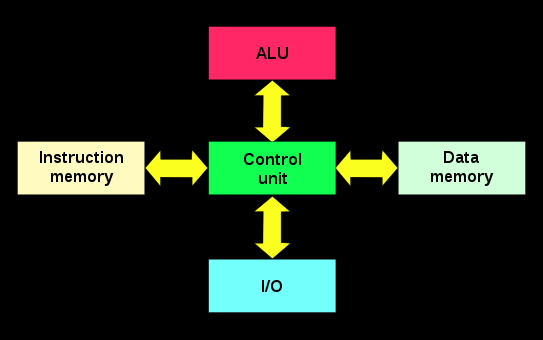 ALU
Instruction
memory
Control
unit
Data
memory
I/O